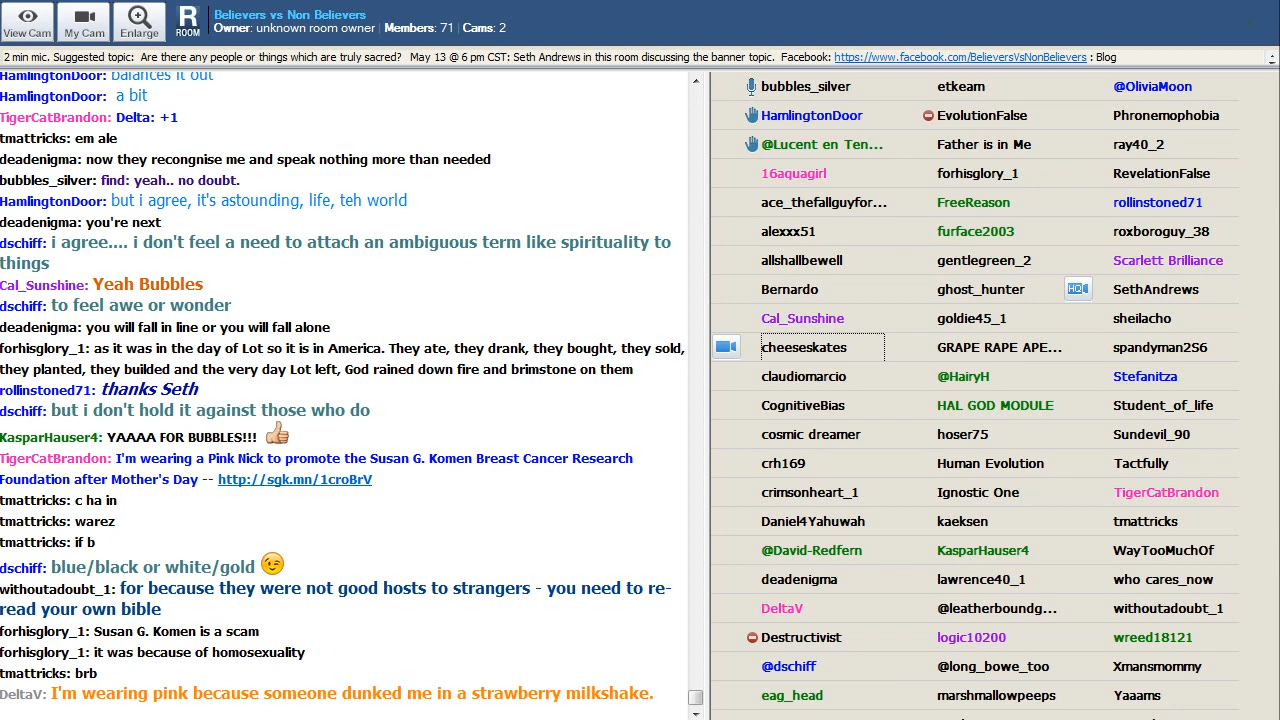 View Cam
My Cam
Enlarge
R
ROOM
Believers vs Non Believers
Owner: unknown room owner | Members: 71 | Cams: 2
2 min mic. Suggested topic: Are there any people or things which are truly sacred? May 13 @ 6 pm CST: Seth Andrews in this room discussing the banner topic. Facebook: https://www.facebook.com/BelieversVsNonBelievers : Blog
HamlingtonDoor: balances it out
HamlingtonDoor: a bit
TigerCatBrandon: Delta: +1
tmattricks: em ale
deadenigma: now they recongnise me and speak nothing more than needed
bubbles_silver: find: yeah.. no doubt.
HamlingtonDoor: but i agree, it's astounding, life, teh world
deadenigma: you're next
dschiff: i agree.... i don't feel a need to attach an ambiguous term like spirituality to
things
Cal_Sunshine: Yeah Bubbles
dschiff: to feel awe or wonder
deadenigma: you will fall in line or you will fall alone
forhisglory_1: as it was in the day of Lot so it is in America. They ate, they drank, they bought, they sold,
they planted, they builded and the very day Lot left, God rained down fire and brimstone on them
rollinstoned71: thanks Seth
dschiff: but i don't hold it against those who do
KasparHauser4: YAAAA FOR BUBBLES!!!
TigerCatBrandon: I'm wearing a Pink Nick to promote the Susan G. Komen Breast Cancer Research
Foundation after Mother's Day -- http://sgk.mn/1croBrV
tmattricks: c ha in
tmattricks: warez
tmattricks: if b
dschiff: blue/black or white/gold
withoutadoubt_1: for because they were not good hosts to strangers - you need to re-
read your own bible
forhisglory_1: Susan G. Komen is a scam
forhisglory_1: it was because of homosexuality
tmattricks: brb
DeltaV: I'm wearing pink because someone dunked me in a strawberry milkshake.
bubbles_silver etkearn @OliviaMoon
HamlingtonDoor EvolutionFalse Phronemophobia
@Lucent en Ten... Father is in Me ray40_2
16aquagirl forhisglory_1 RevelationFalse
ace_thefallguyfor... FreeReason rollinstoned71
alexxx51 furface2003 roxboroguy_38
allshallbewell gentlegreen_2 Scarlett Brilliance
Bernardo ghost_hunter HQ SethAndrews
Cal_Sunshine goldie45_1 sheilacho
cheeseskates GRAPE RAPE APE... spandyman2S6
claudiomarcio @HairyH Stefanitza
CognitiveBias HAL GOD MODULE Student_of_life
cosmic dreamer hoser75 Sundevil_90
crh169 Human Evolution Tactfully
crimsonheart_1 Ignostic One TigerCatBrandon
Daniel4Yahuwah kaeksen tmattricks
@David-Redfern KasparHauser4 WayTooMuchOf
deadenigma lawrence40_1 who cares_now
DeltaV @leatherboundg... withoutadoubt_1
Destructivist logic10200 wreed18121
@dschiff @long_bowe_too Xmansmommy
eag_head marshmallowpeeps Yaaams